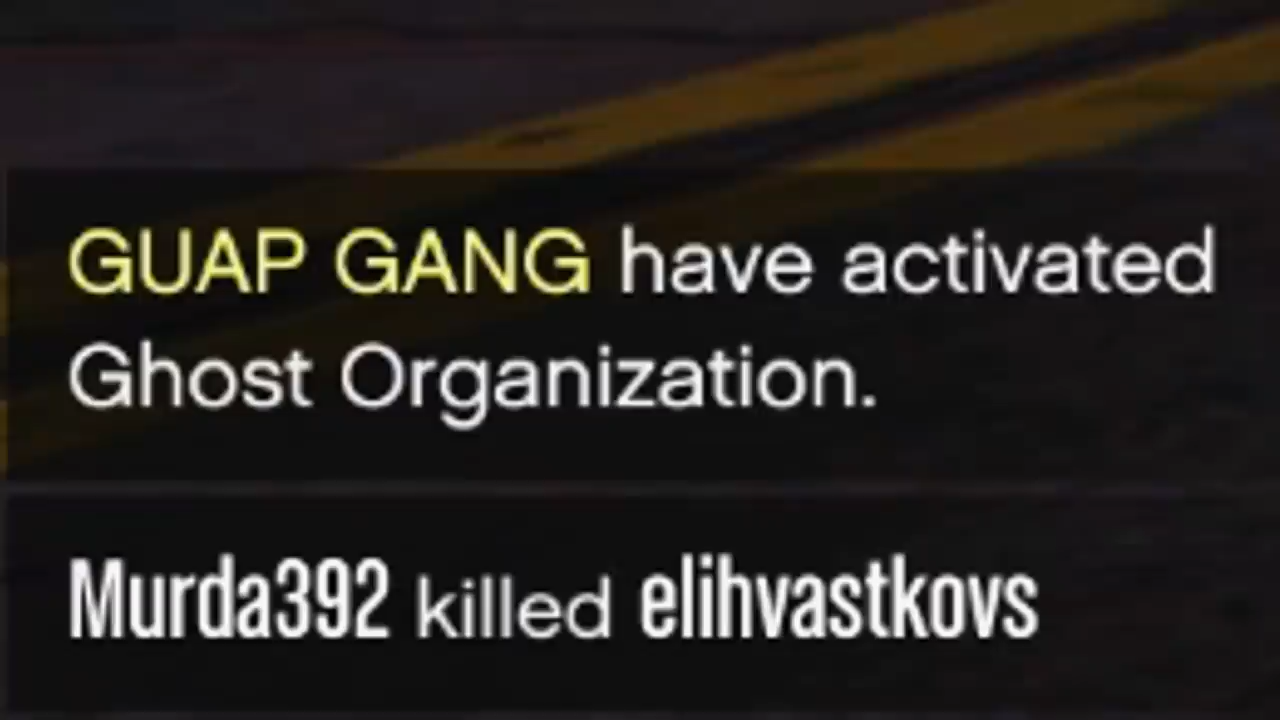 GUAP GANG have activated
Ghost Organization.
Murda392 killed elihvastkovs